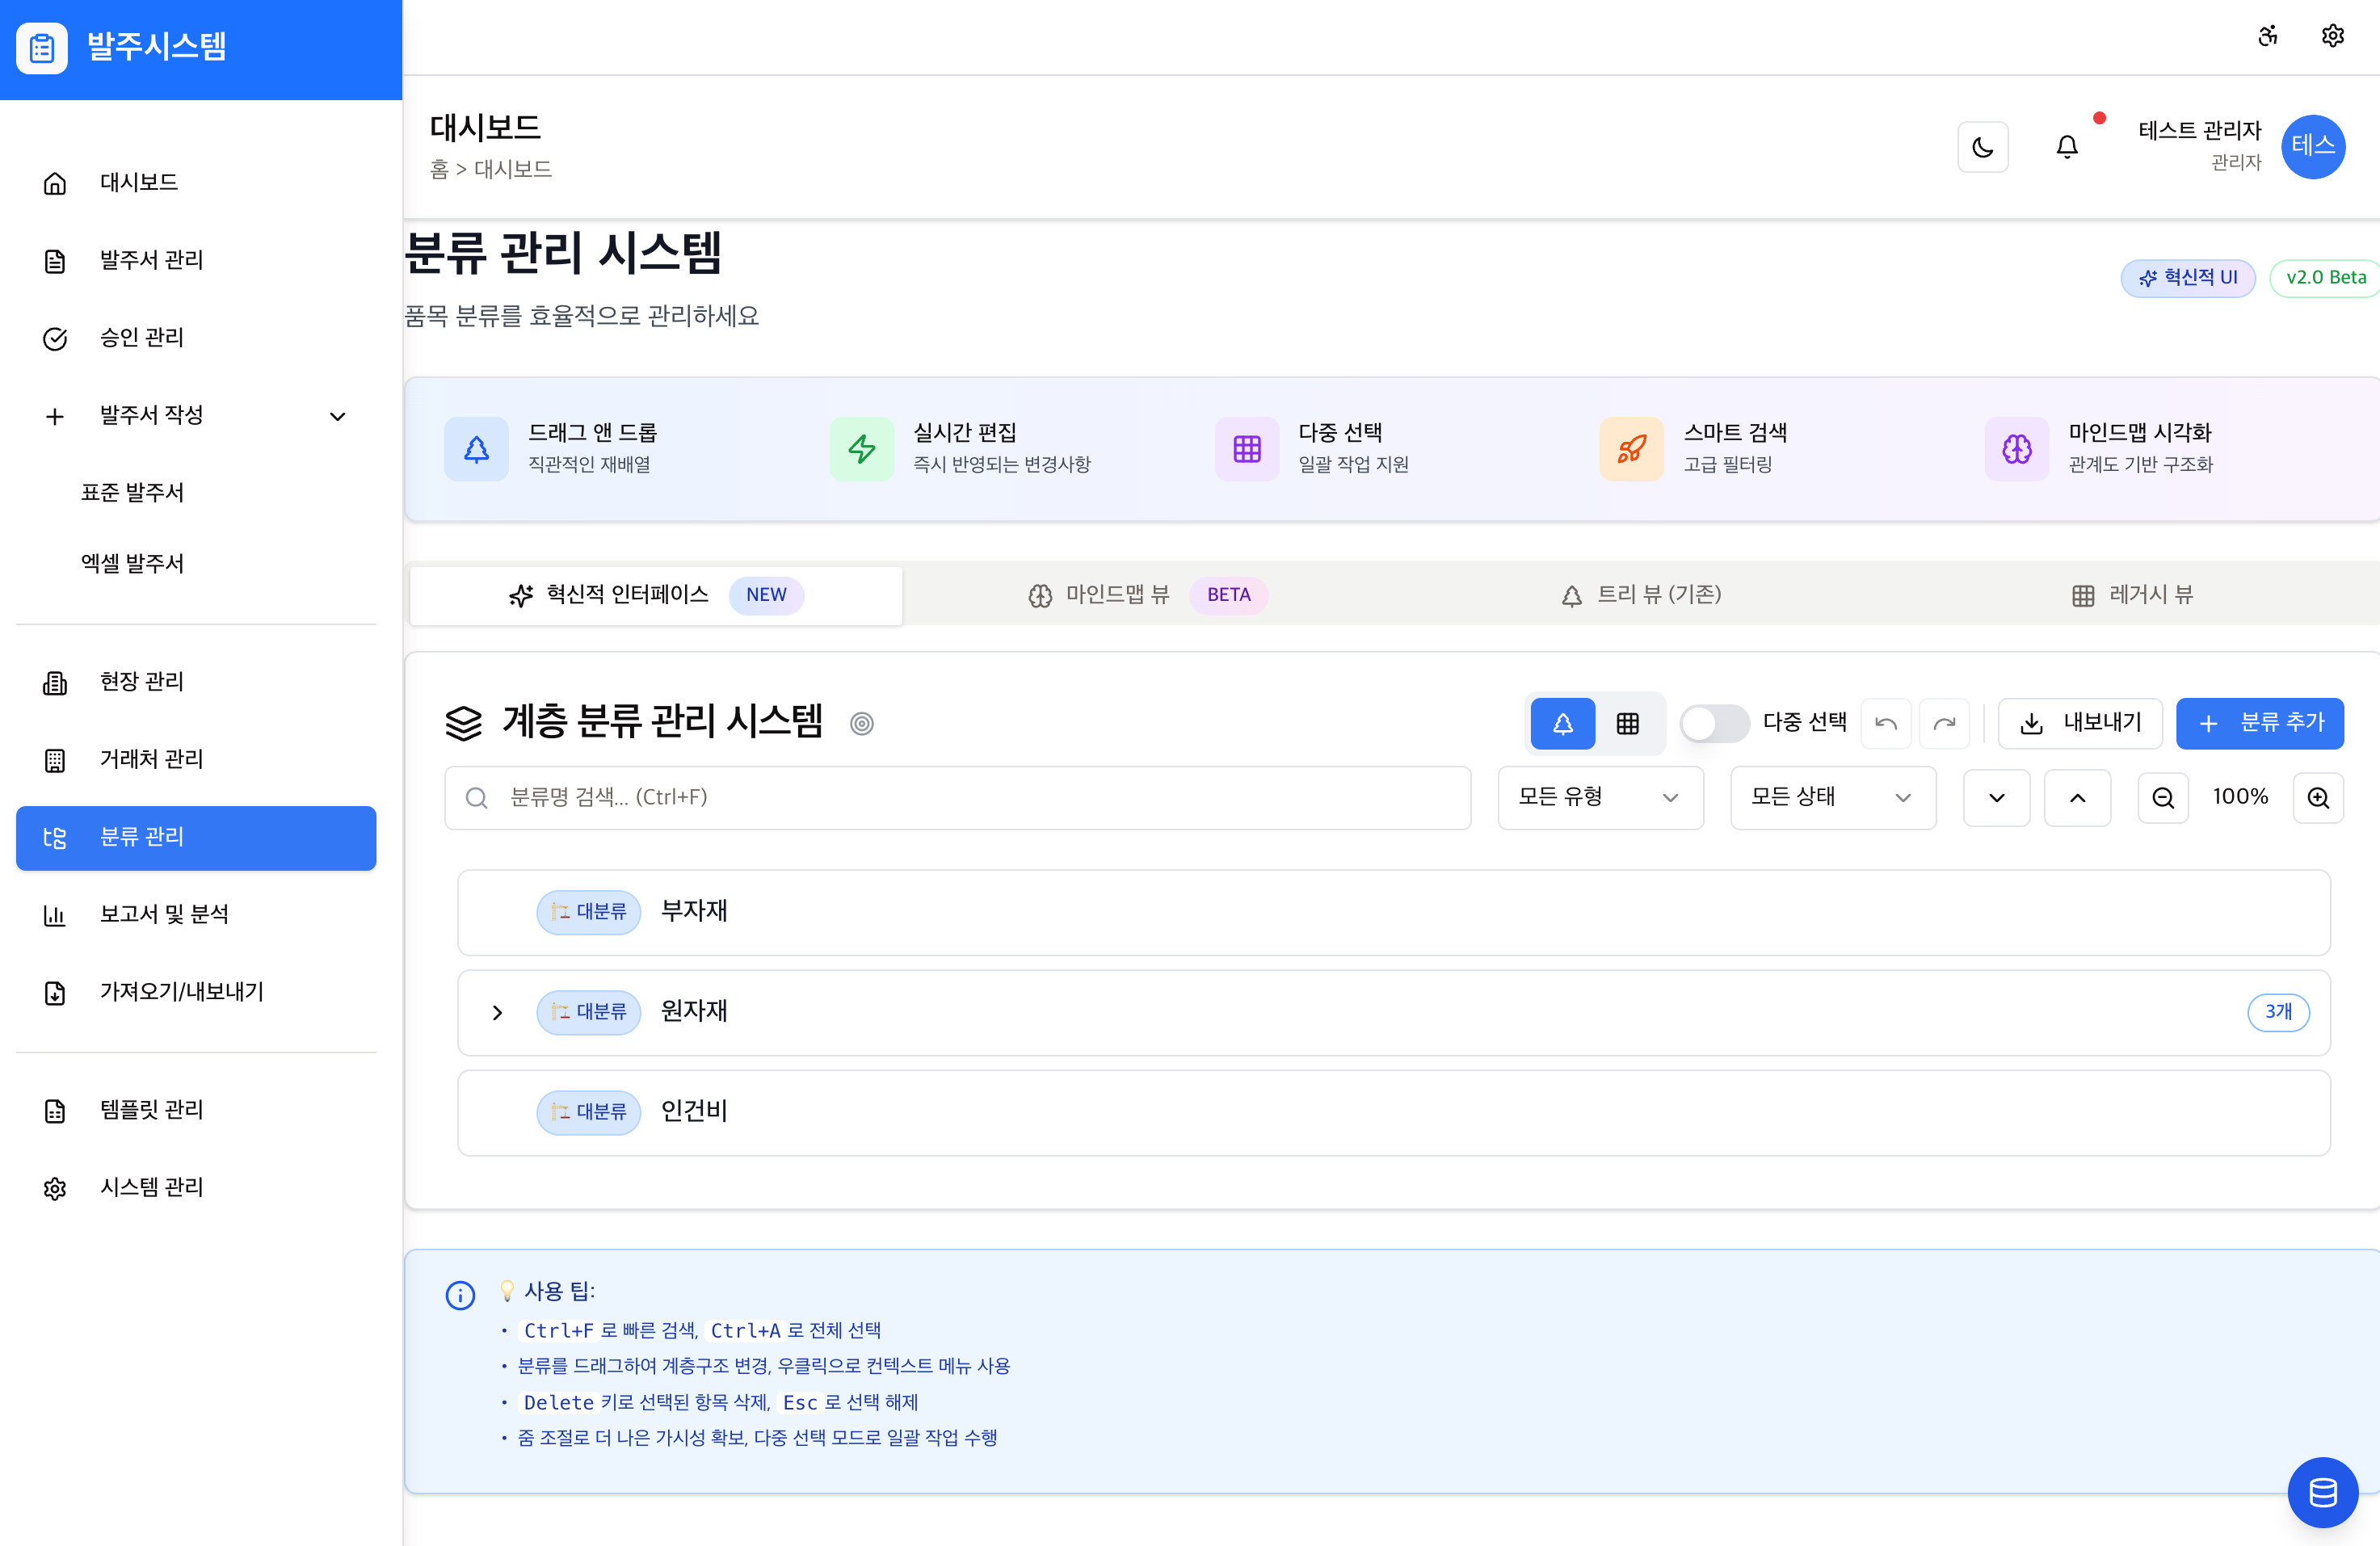 발주시스템
대시보드
발주서 관리
승인 관리
발주서 작성
표준 발주서
엑셀 발주서
현장 관리
거래처 관리
분류 관리
보고서 및 분석
가져오기/내보내기
템플릿 관리
시스템 관리
대시보드
홈 > 대시보드
테스트 관리자
관리자
테스
분류 관리 시스템
품목 분류를 효율적으로 관리하세요
혁신적 UI
v2.0 Beta
드래그 앤 드롭
직관적인 재배열
실시간 편집
즉시 반영되는 변경사항
다중 선택
일괄 작업 지원
스마트 검색
고급 필터링
마인드맵 시각화
관계도 기반 구조화
혁신적 인터페이스 NEW
마인드맵 뷰 BETA
트리 뷰 (기존)
레거시 뷰
계층 분류 관리 시스템
다중 선택
내보내기
분류 추가
분류명 검색... (Ctrl+F)
모든 유형
모든 상태
100%
대분류 부자재
대분류 원자재 3개
대분류 인건비
사용 팁:
• Ctrl+F 로 빠른 검색, Ctrl+A 로 전체 선택
• 분류를 드래그하여 계층구조 변경, 우클릭으로 컨텍스트 메뉴 사용
• Delete 키로 선택된 항목 삭제, Esc 로 선택 해제
• 줌 조절로 더 나은 가시성 확보, 다중 선택 모드로 일괄 작업 수행